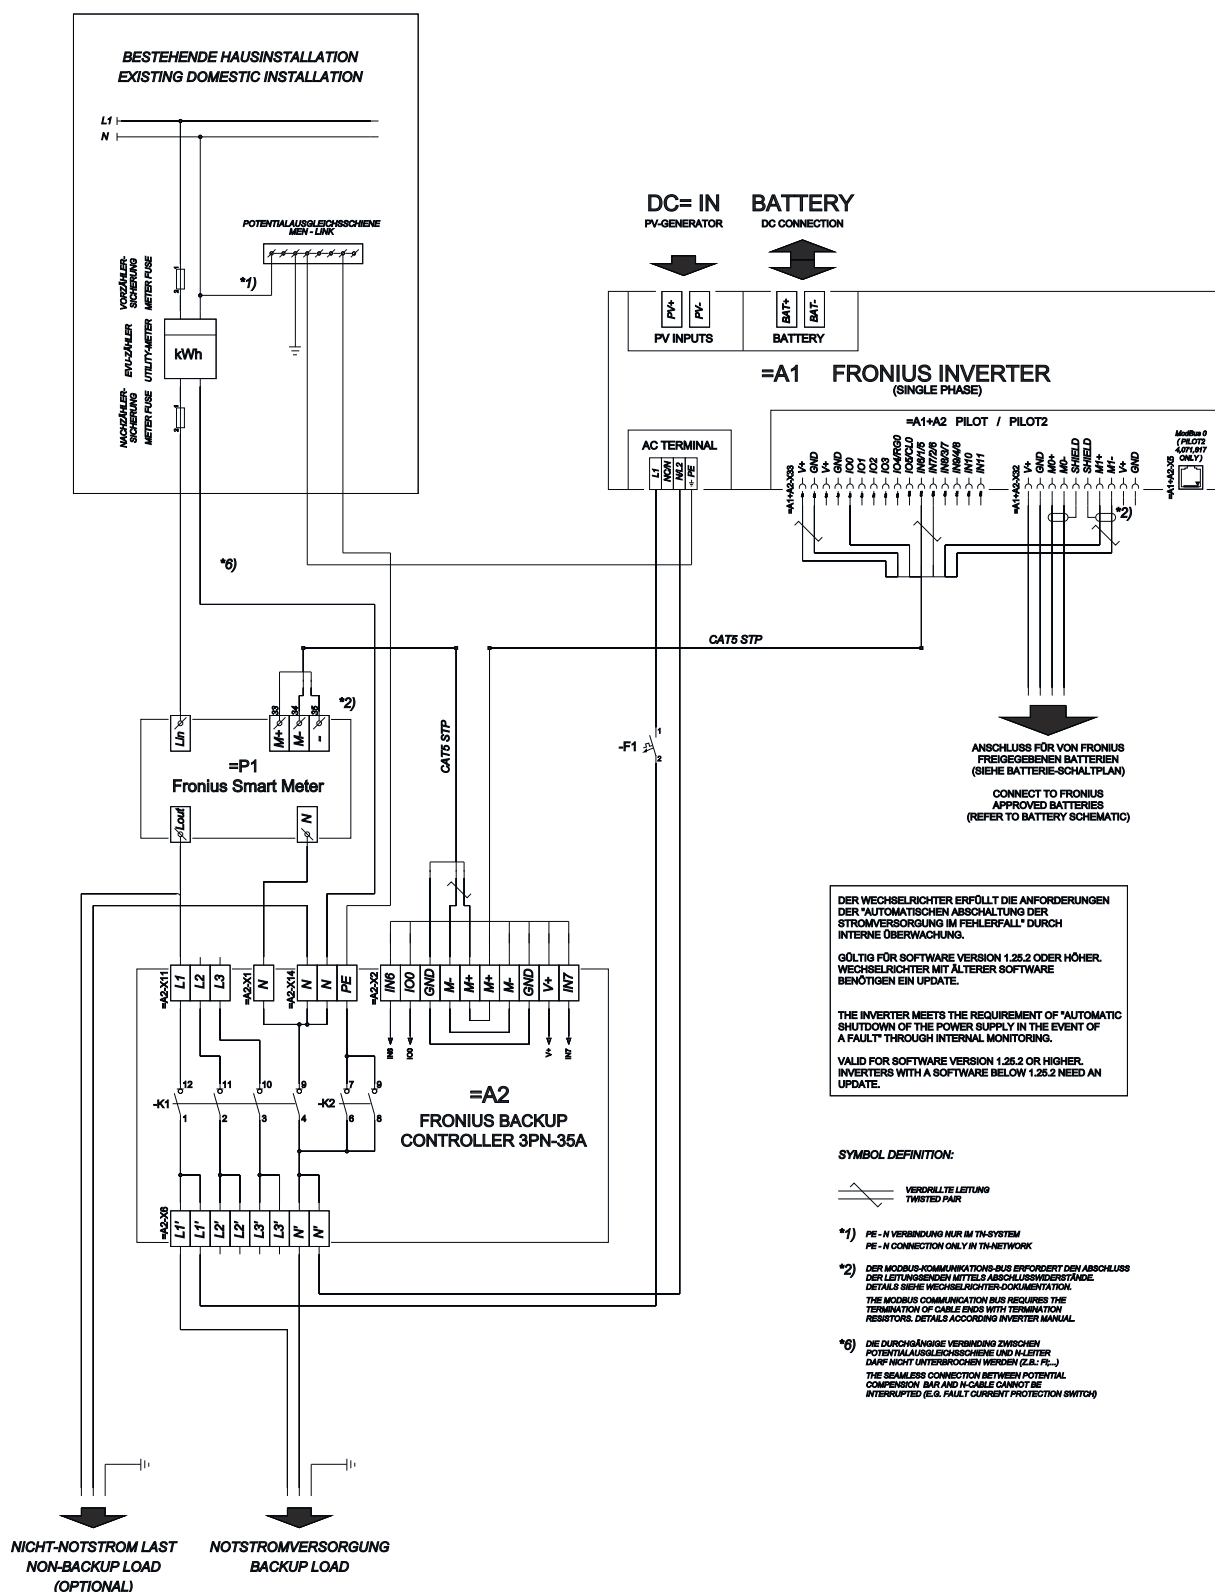 BESTEHENDE HAUSINSTALLATION
EXISTING DOMESTIC INSTALLATION
L1
N
POTENTIALAUSGLEICHSSCHIENE
MEN - LINK
*1)
VORZÄHLER-
SICHERUNG
METER FUSE
1
2
EVU-ZÄHLER
UTILITY-METER
kWh
NACHZÄHLER-
SICHERUNG
METER FUSE
1
2
*6)
DC= IN
PV-GENERATOR
BATTERY
DC CONNECTION
PV+
PV-
BAT+
BAT-
PV INPUTS
BATTERY
=A1 FRONIUS INVERTER
(SINGLE PHASE)
=A1+A2 PILOT / PILOT2
AC TERMINAL
L1
NC/N
N/L2
PE
=A1+A2-X33
V+
GND
V+
GND
IO0
IO1
IO2
IO3
IO4/RG0
IO5/CL0
IN6/1/5
IN7/2/6
IN8/3/7
IN9/4/8
IN10
IN11
=A1+A2-X32
V+
GND
M0+
M0-
SHIELD
SHIELD
M1+
M1-
V+
GND
ModBus 0
( PILOT2
4,071,817
ONLY )
=A1+A2-X5
*2)
CAT5 STP
33
34
35
*2)
Lin
M+
M-
-
=P1
Fronius Smart Meter
Lout
N
CAT5 STP
-F1
1
2
ANSCHLUSS FÜR VON FRONIUS
FREIGEGEBENEN BATTERIEN
(SIEHE BATTERIE-SCHALTPLAN)
CONNECT TO FRONIUS
APPROVED BATTERIES
(REFER TO BATTERY SCHEMATIC)
DER WECHSELRICHTER ERFÜLLT DIE ANFORDERUNGEN
DER "AUTOMATISCHEN ABSCHALTUNG DER
STROMVERSORGUNG IM FEHLERFALL" DURCH
INTERNE ÜBERWACHUNG.
GÜLTIG FÜR SOFTWARE VERSION 1.25.2 ODER HÖHER.
WECHSELRICHTER MIT ÄLTERER SOFTWARE
BENÖTIGEN EIN UPDATE.
THE INVERTER MEETS THE REQUIREMENT OF "AUTOMATIC
SHUTDOWN OF THE POWER SUPPLY IN THE EVENT OF
A FAULT" THROUGH INTERNAL MONITORING.
VALID FOR SOFTWARE VERSION 1.25.2 OR HIGHER.
INVERTERS WITH A SOFTWARE BELOW 1.25.2 NEED AN
UPDATE.
=A2-X11
L1
L2
L3
=A2-X1
N
=A2-X14
N
N
PE
=A2-X2
IN6
IO0
GND
M-
M+
M+
M-
GND
V+
IN7
IN6
IO0
V+
IN7
-K1
12
11
10
9
1
2
3
4
-K2
7
9
6
8
=A2
FRONIUS BACKUP
CONTROLLER 3PN-35A
=A2-X6
L1'
L1'
L2'
L2'
L3'
L3'
N'
N'
SYMBOL DEFINITION:
VERDRILLTE LEITUNG
TWISTED PAIR
*1) PE - N VERBINDUNG NUR IM TN-SYSTEM
PE - N CONNECTION ONLY IN TN-NETWORK
*2) DER MODBUS-KOMMUNIKATIONS-BUS ERFORDERT DEN ABSCHLUSS
DER LEITUNGSENDEN MITTELS ABSCHLUSSWIDERSTÄNDE.
DETAILS SIEHE WECHSELRICHTER-DOKUMENTATION.
THE MODBUS COMMUNICATION BUS REQUIRES THE
TERMINATION OF CABLE ENDS WITH TERMINATION
RESISTORS. DETAILS ACCORDING INVERTER MANUAL.
*6) DIE DURCHGÄNGIGE VERBINDUNG ZWISCHEN
POTENTIALAUSGLEICHSSCHIENE UND N-LEITER
DARF NICHT UNTERBROCHEN WERDEN (Z.B.: FI;...)
THE SEAMLESS CONNECTION BETWEEN POTENTIAL
COMPENSION BAR AND N-CABLE CANNOT BE
INTERRUPTED (E.G. FAULT CURRENT PROTECTION SWITCH)
NICHT-NOTSTROM LAST
NON-BACKUP LOAD
(OPTIONAL)
NOTSTROMVERSORGUNG
BACKUP LOAD